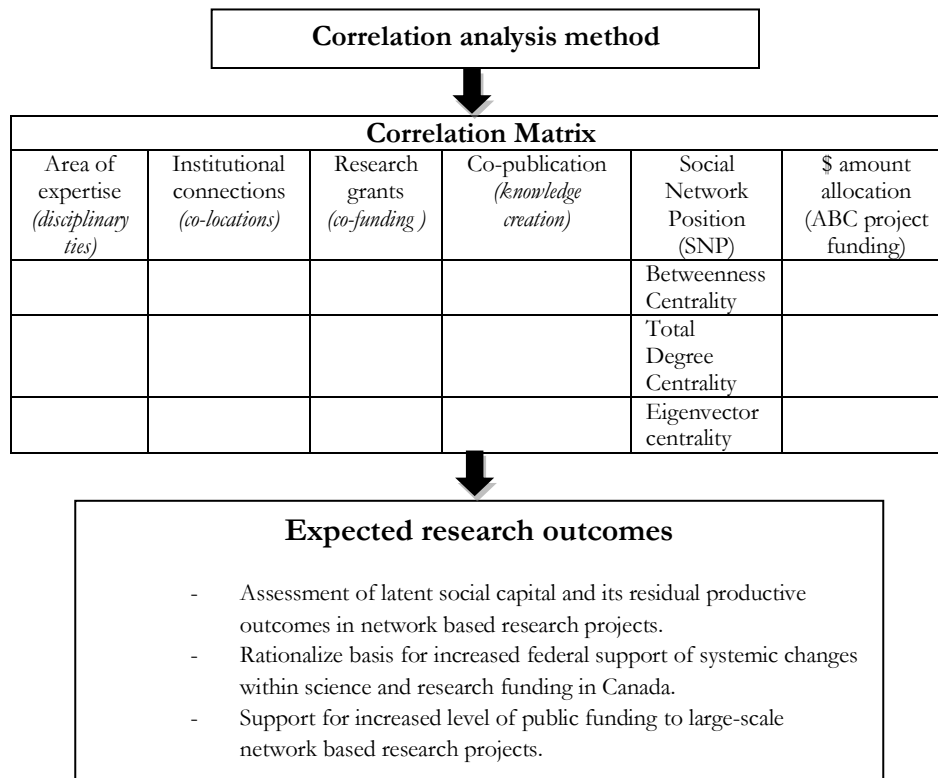 Correlation analysis method
Correlation Matrix
Area of
expertise
(disciplinary
ties)
Institutional
connections
(co-locations)
Research
grants
(co-funding )
Co-publication
(knowledge
creation)
Social
Network
Position
(SNP)
$ amount
allocation
(ABC project
funding)
Betweenness
Centrality
Total
Degree
Centrality
Eigenvector
centrality
Expected research outcomes
- Assessment of latent social capital and its residual productive
outcomes in network based research projects.
- Rationalize basis for increased federal support of systemic changes
within science and research funding in Canada.
- Support for increased level of public funding to large-scale
network based research projects.